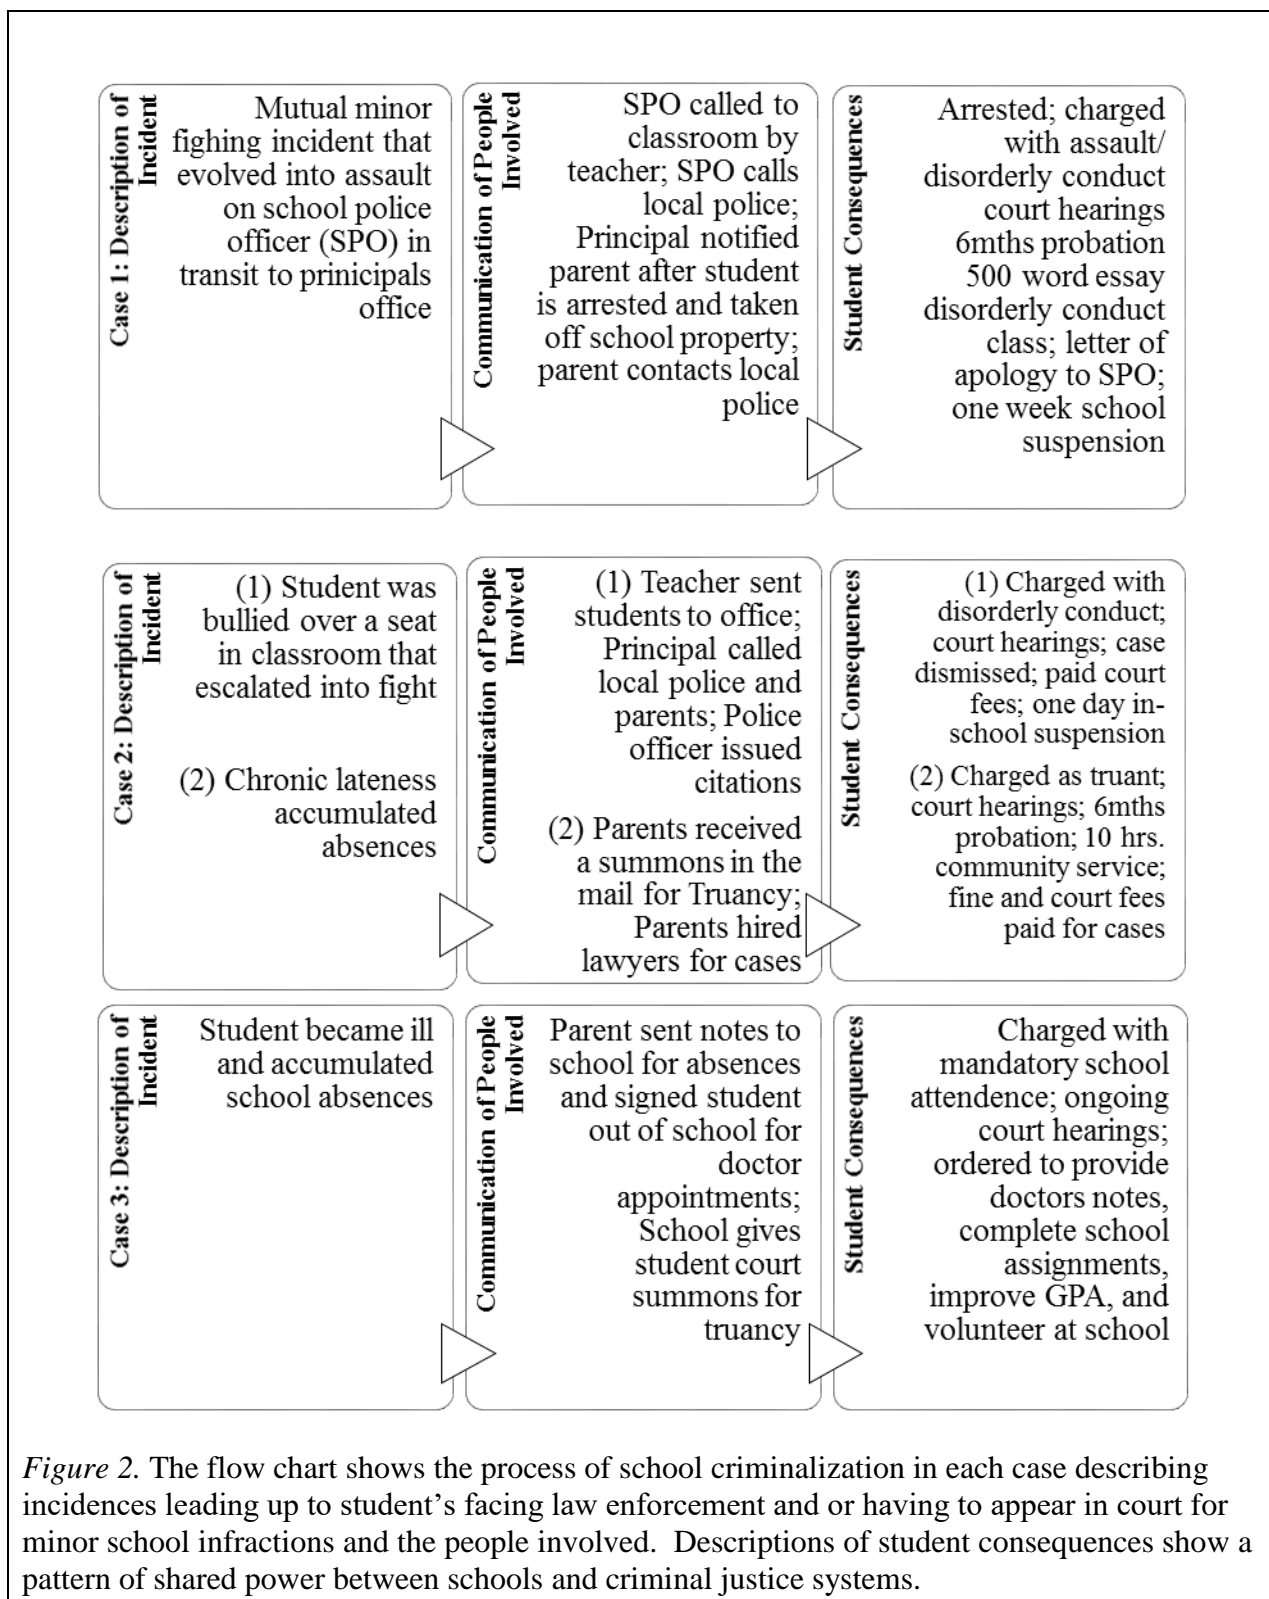 Case 1: Description of
Incident
Mutual minor
fighing incident that
evolved into assault
on school police
officer (SPO) in
transit to prinicipals
office
Communication of People
Involved
SPO called to
classroom by
teacher; SPO calls
local police;
Principal notified
parent after student
is arrested and taken
off school property;
parent contacts local
police
Student Consequences
Arrested; charged
with assault/
disorderly conduct
court hearings
6mths probation
500 word essay
disorderly conduct
class; letter of
apology to SPO;
one week school
suspension
Case 2: Description of
Incident
(1) Student was
bullied over a seat
in classroom that
escalated into fight
(2) Chronic lateness
accumulated
absences
Communication of People
Involved
(1) Teacher sent
students to office;
Principal called
local police and
parents; Police
officer issued
citations
(2) Parents received
a summons in the
mail for Truancy;
Parents hired
lawyers for cases
Student Consequences
(1) Charged with
disorderly conduct;
court hearings; case
dismissed; paid court
fees; one day in-
school suspension
(2) Charged as truant;
court hearings; 6mths
probation; 10 hrs.
community service;
fine and court fees
paid for cases
Case 3: Description of
Incident
Student became ill
and accumulated
school absences
Communication of People
Involved
Parent sent notes to
school for absences
and signed student
out of school for
doctor
appointments;
School gives
student court
summons for
truancy
Student Consequences
Charged with
mandatory school
attendence; ongoing
court hearings;
ordered to provide
doctors notes,
complete school
assignments,
improve GPA, and
volunteer at school
Figure 2. The flow chart shows the process of school criminalization in each case describing
incidences leading up to student’s facing law enforcement and or having to appear in court for
minor school infractions and the people involved.  Descriptions of student consequences show a
pattern of shared power between schools and criminal justice systems.